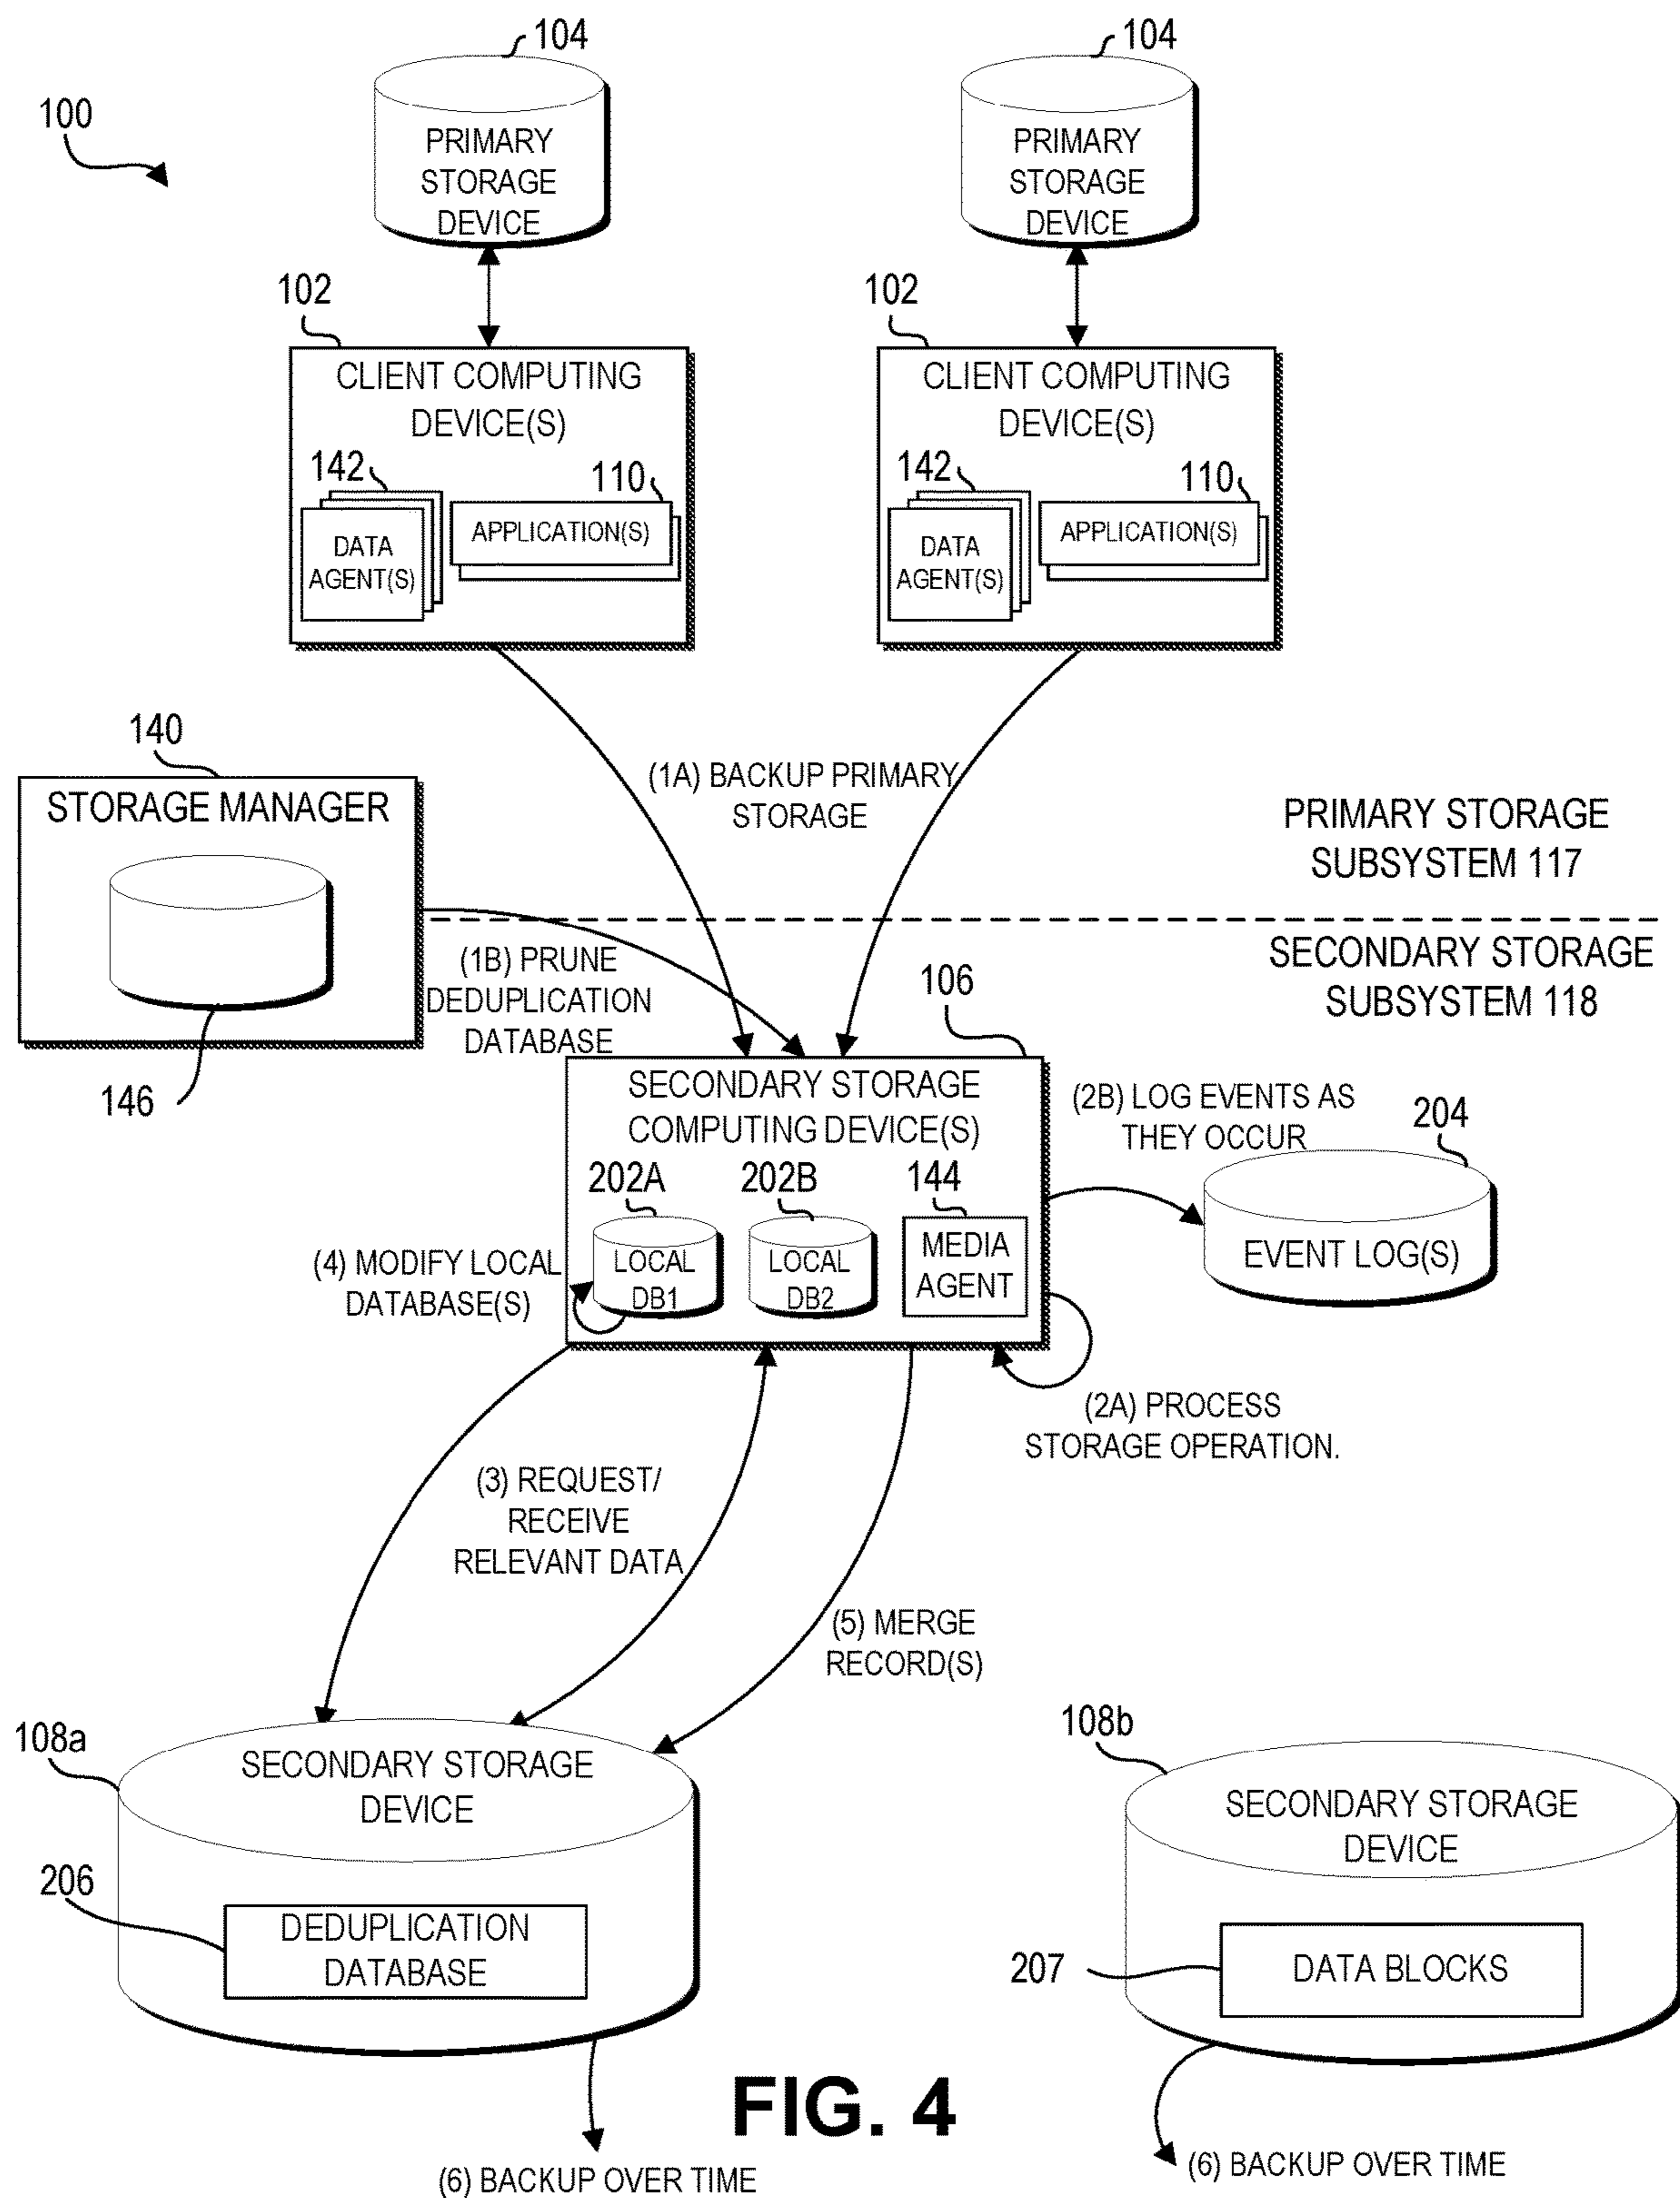 104
104
100
PRIMARY
STORAGE
DEVICE
PRIMARY
STORAGE
DEVICE
102
102
CLIENT COMPUTING
DEVICE(S)
CLIENT COMPUTING
DEVICE(S)
142
110
142
110
DATA
AGENT(S)
APPLICATION(S)
DATA
AGENT(S)
APPLICATION(S)
140
STORAGE MANAGER
(1A) BACKUP PRIMARY
STORAGE
PRIMARY STORAGE
SUBSYSTEM 117
SECONDARY STORAGE
SUBSYSTEM 118
(1B) PRUNE
DEDUPLICATION
DATABASE
146
106
SECONDARY STORAGE
COMPUTING DEVICE(S)
(2B) LOG EVENTS AS
THEY OCCUR
204
202A
202B
144
LOCAL
DB1
LOCAL
DB2
MEDIA
AGENT
EVENT LOG(S)
(4) MODIFY LOCAL
DATABASE(S)
(2A) PROCESS
STORAGE OPERATION.
(3) REQUEST/
RECEIVE
RELEVANT DATA
(5) MERGE
RECORD(S)
108a
SECONDARY STORAGE
DEVICE
108b
SECONDARY STORAGE
DEVICE
206
DEDUPLICATION
DATABASE
207
DATA BLOCKS
FIG. 4
(6) BACKUP OVER TIME
(6) BACKUP OVER TIME